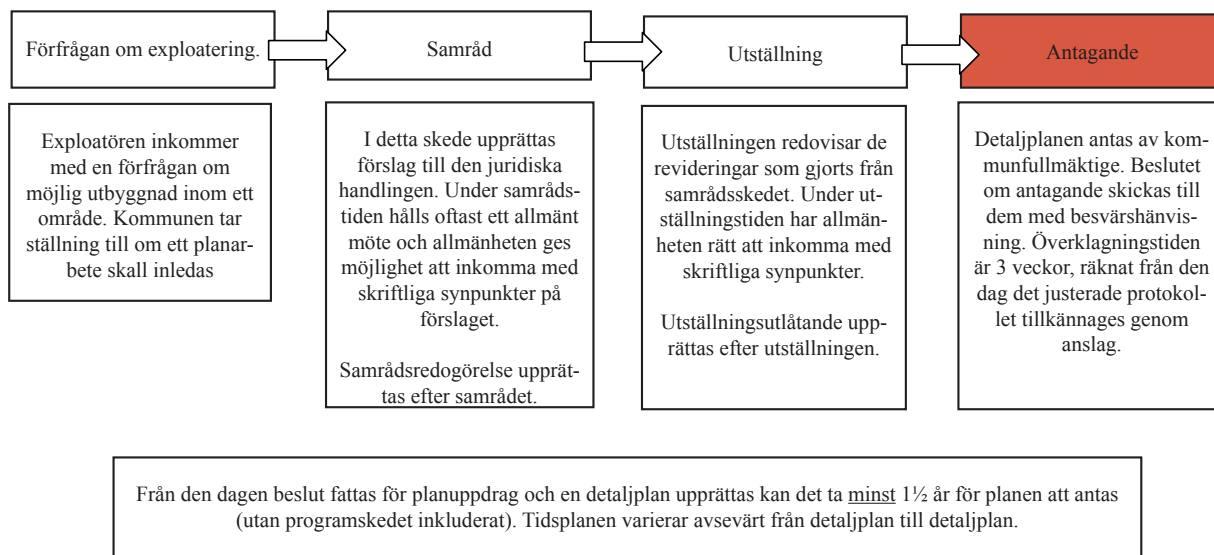 Förfrågan om exploatering.
Samråd
Utställning
Antagande
Exploatören inkommer
med en förfrågan om
möjlig utbyggnad inom ett
område. Kommunen tar
ställning till om ett planar-
bete skall inledas
I detta skede upprättas
förslag till den juridiska
handlingen. Under samråds-
tiden hålls oftast ett allmänt
möte och allmänheten ges
möjlighet att inkomma med
skriftliga synpunkter på
förslaget.
Samrådsredogörelse upprät-
tas efter samrådet.
Utställningen redovisar de
revideringar som gjorts från
samrådsskedet. Under ut-
ställningstiden har allmän-
heten rätt att inkomma med
skriftliga synpunkter.
Utställningsutlåtande upp-
rättas efter utställningen.
Detaljplanen antas av kom-
munfullmäktige. Beslutet
om antagande skickas till
dem med besvärshänvis-
ning. Överklagningstiden
är 3 veckor, räknat från den
dag det justerade protokol-
let tillkännages genom
anslag.
Från den dagen beslut fattas för planuppdrag och en detaljplan upprättas kan det ta minst 1½ år för planen att antas
(utan programskedet inkluderat). Tidsplanen varierar avsevärt från detaljplan till detaljplan.